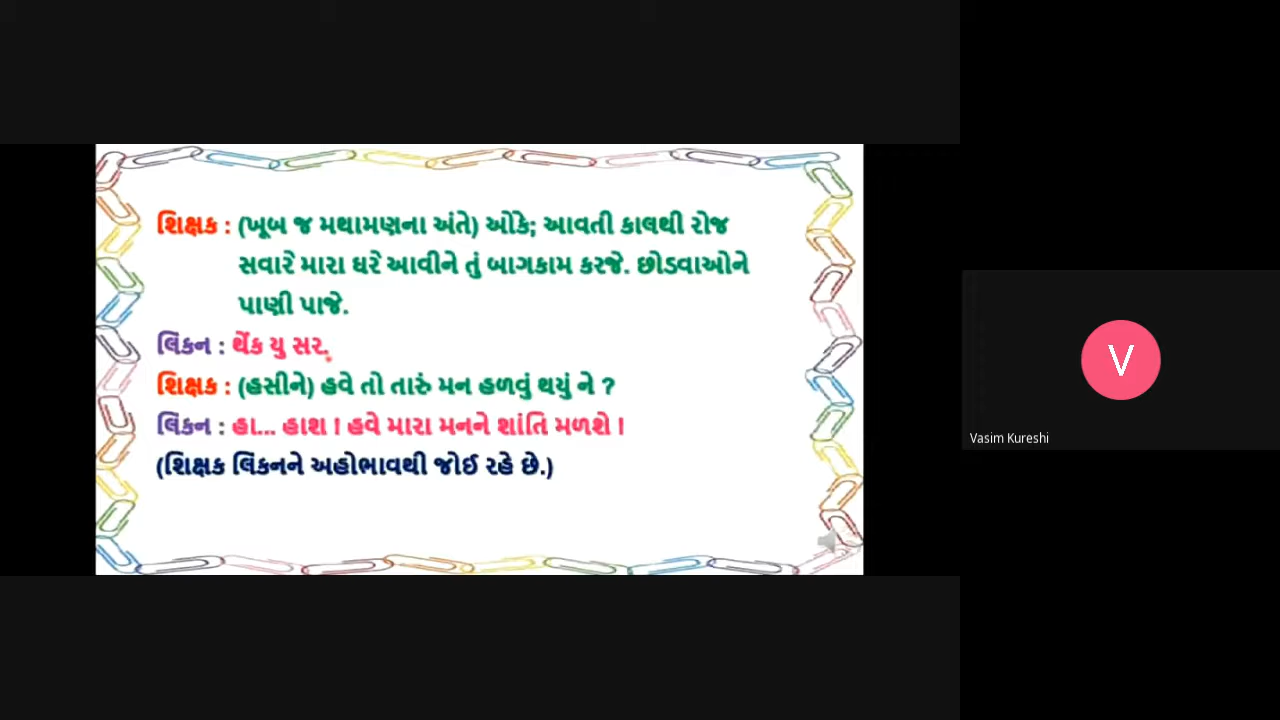 શિક્ષક : (ખૂબ જ મથામણના અંતે) ઓકે; આવતી કાલથી રોજ
સવારે મારા ઘરે આવીને તું બાગકામ કરજે. છોડવાઓને
પાણી પાજે.
લિંકન : થેંક યુ સર.
શિક્ષક : (હસીને) હવે તો તારું મન હળવું થયું ને ?
લિંકન : હા... હાશ ! હવે મારા મનને શાંતિ મળશે !
(શિક્ષક લિંકનને અહોભાવથી જોઈ રહે છે.)
V
Vasim Kureshi